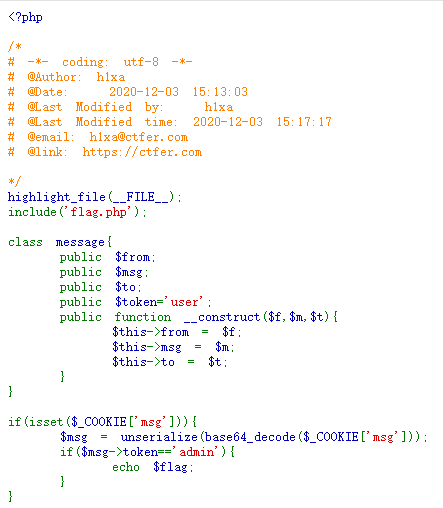 <?php
/*
# -*- coding: utf-8 -*-
# @Author: h1xa
# @Date: 2020-12-03 15:13:03
# @Last Modified by: h1xa
# @Last Modified time: 2020-12-03 15:17:17
# @email: h1xa@ctfer.com
# @link: https://ctfer.com
*/
highlight_file(__FILE__);
include('flag.php');
class message{
public $from;
public $msg;
public $to;
public $token='user';
public function __construct($f,$m,$t){
$this->from = $f;
$this->msg = $m;
$this->to = $t;
}
}
if(isset($_COOKIE['msg'])){
$msg = unserialize(base64_decode($_COOKIE['msg']));
if($msg->token=='admin'){
echo $flag;
}
}